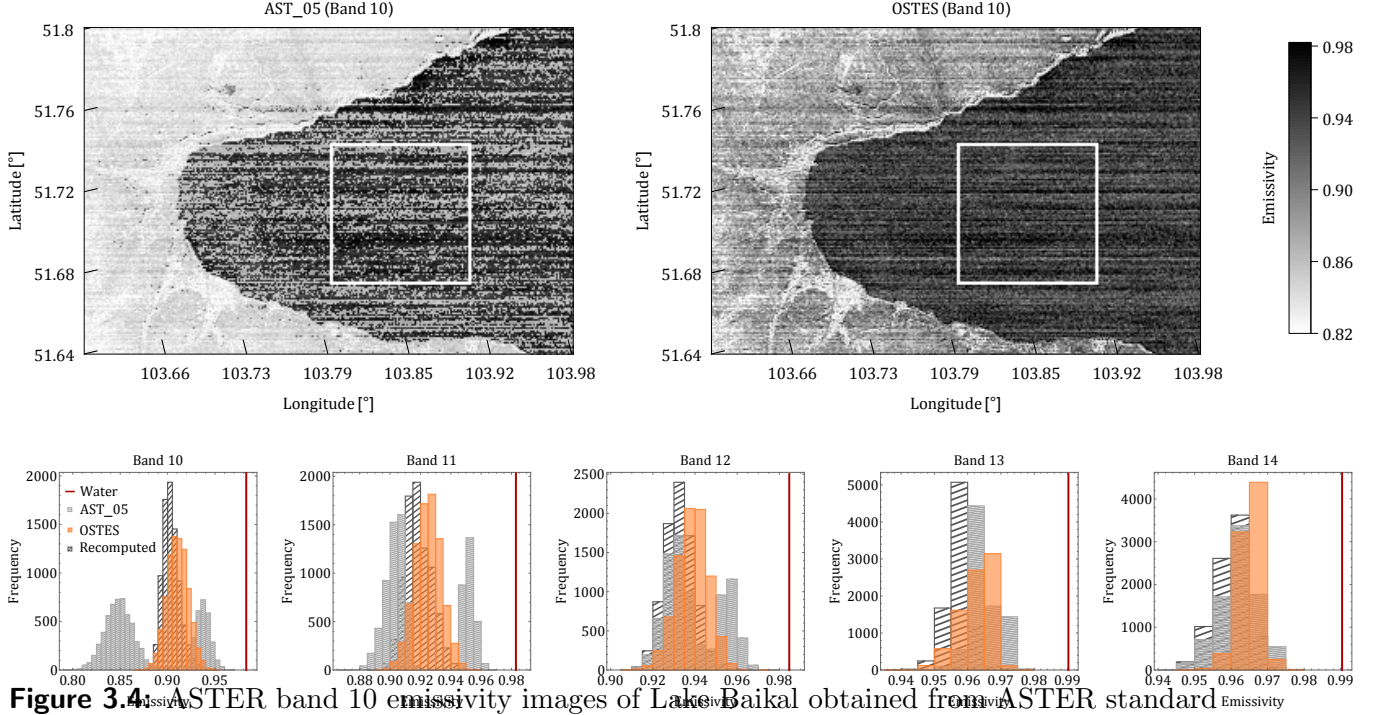 AST_05 (Band 10)
51.8
51.76
51.72
51.68
51.64
Latitude [°]
103.66 103.73 103.79 103.85 103.92 103.98
Longitude [°]
OSTES (Band 10)
51.8
51.76
51.72
51.68
51.64
Latitude [°]
103.66 103.73 103.79 103.85 103.92 103.98
Longitude [°]
Emissivity
0.98
0.94
0.90
0.86
0.82
Band 10
Frequency
2000
1500
1000
500
0
Water
AST_05
OSTES
Recomputed
0.80 0.85 0.90 0.95
Emissivity
Band 11
Frequency
2000
1500
1000
500
0
0.88 0.90 0.92 0.94 0.96 0.98
Emissivity
Band 12
Frequency
2500
2000
1500
1000
500
0
0.90 0.92 0.94 0.96 0.98
Emissivity
Band 13
Frequency
5000
4000
3000
2000
1000
0
0.94 0.95 0.96 0.97 0.98 0.99
Emissivity
Band 14
Frequency
4000
3000
2000
1000
0
0.94 0.95 0.96 0.97 0.98 0.99
Emissivity
Figure 3.4: ASTER band 10 emissivity images of Lake Baikal obtained from ASTER standard